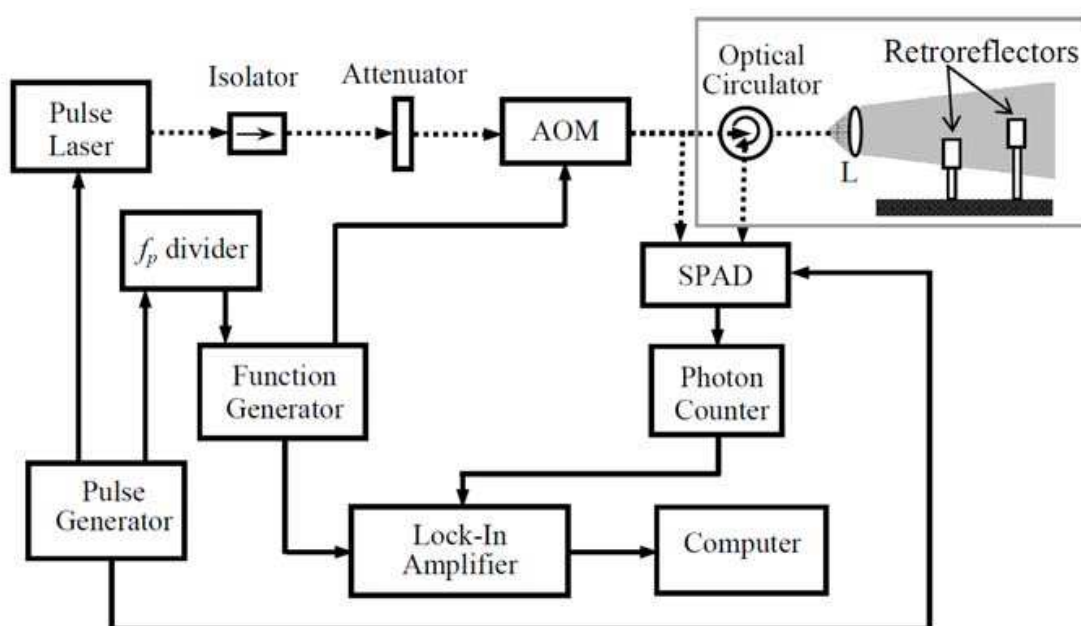 Pulse
Laser
Isolator
Attenuator
AOM
Optical
Circulator
Retroreflectors
L
fp divider
SPAD
Function
Generator
Photon
Counter
Pulse
Generator
Lock-In
Amplifier
Computer